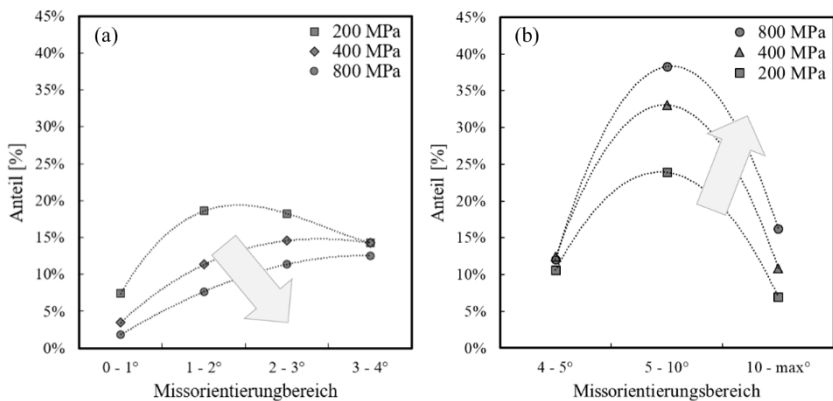 45%
40%
35%
30%
25%
20%
15%
10%
5%
0%
Anteil [%]
(a)
200 MPa
400 MPa
800 MPa
0 - 1°
1 - 2°
2 - 3°
3 - 4°
Missorientierungbereich
45%
40%
35%
30%
25%
20%
15%
10%
5%
0%
Anteil [%]
(b)
800 MPa
400 MPa
200 MPa
4 - 5°
5 - 10°
10 - max°
Missorientierungsbereich